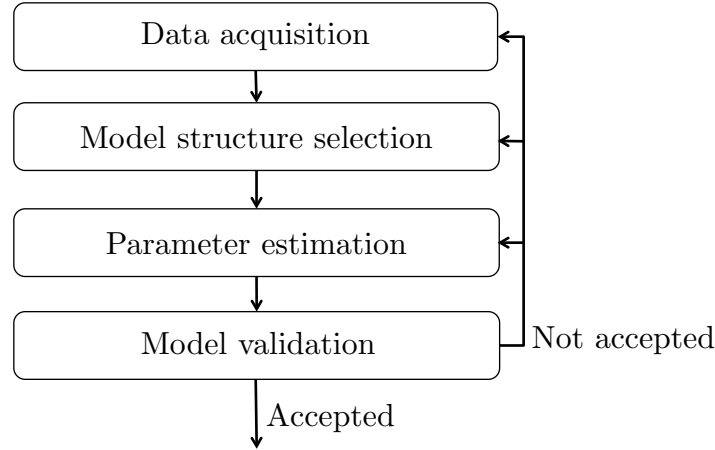 Data acquisition
Model structure selection
Parameter estimation
Model validation
Not accepted
Accepted